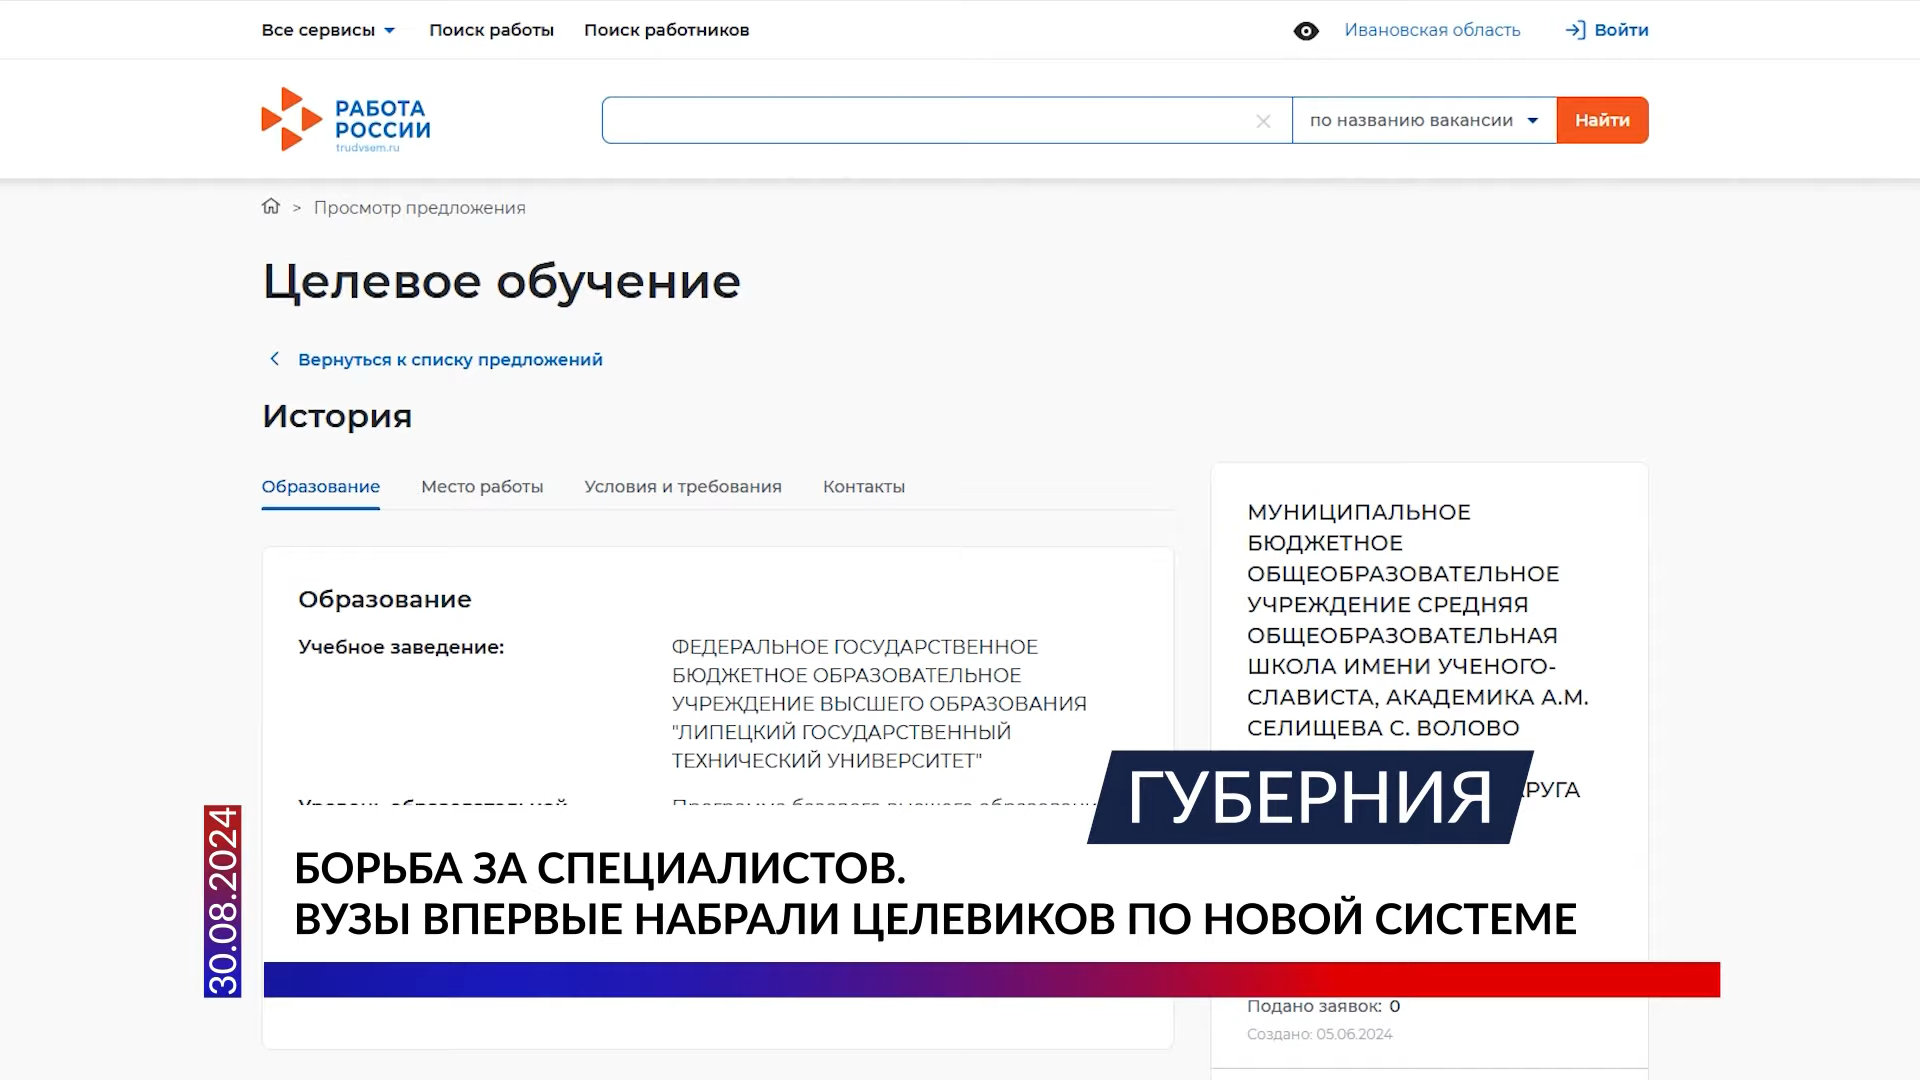 Все сервисы
Поиск работы
Поиск работников
Ивановская область
Войти
РАБОТА
РОССИИ
trudvsem.ru
по названию вакансии
Найти
> Просмотр предложения
Целевое обучение
Вернуться к списку предложений
История
Образование
Место работы
Условия и требования
Контакты
Образование
Учебное заведение:
ФЕДЕРАЛЬНОЕ ГОСУДАРСТВЕННОЕ
БЮДЖЕТНОЕ ОБРАЗОВАТЕЛЬНОЕ
УЧРЕЖДЕНИЕ ВЫСШЕГО ОБРАЗОВАНИЯ
"ЛИПЕЦКИЙ ГОСУДАРСТВЕННЫЙ
ТЕХНИЧЕСКИЙ УНИВЕРСИТЕТ"
МУНИЦИПАЛЬНОЕ
БЮДЖЕТНОЕ
ОБЩЕОБРАЗОВАТЕЛЬНОЕ
УЧРЕЖДЕНИЕ СРЕДНЯЯ
ОБЩЕОБРАЗОВАТЕЛЬНАЯ
ШКОЛА ИМЕНИ УЧЕНОГО-
СЛАВИСТА, АКАДЕМИКА А.М.
СЕЛИЩЕВА С. ВОЛОВО
ГУБЕРНИЯ
30.08.2024
БОРЬБА ЗА СПЕЦИАЛИСТОВ.
ВУЗЫ ВПЕРВЫЕ НАБРАЛИ ЦЕЛЕВИКОВ ПО НОВОЙ СИСТЕМЕ
Подано заявок: 0
Создано: 05.06.2024